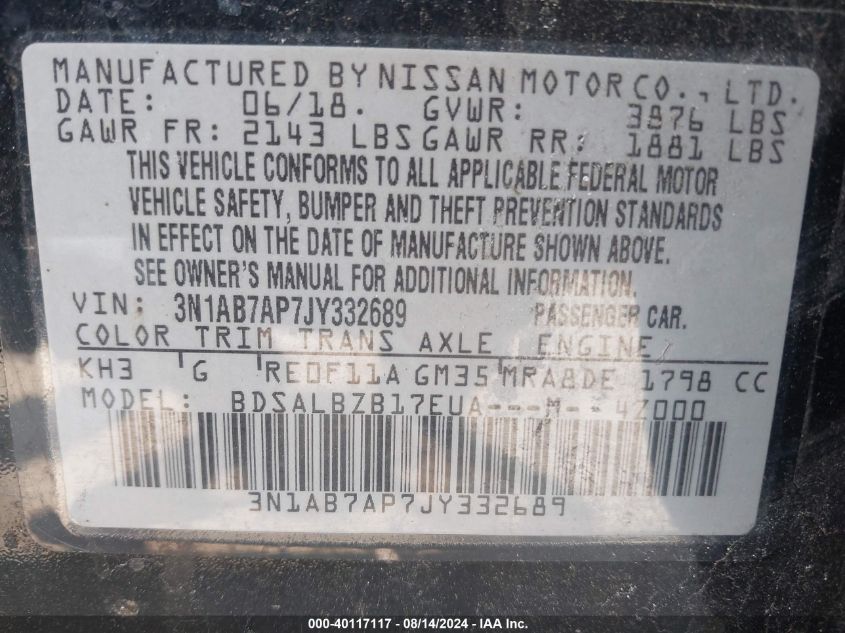 MANUFACTURED BY NISSAN MOTOR CO., LTD.
DATE: 06/18. GVWR: 3876 LBS
GAWR FR: 2143 LBS GAWR RR: 1881 LBS
THIS VEHICLE CONFORMS TO ALL APPLICABLE FEDERAL MOTOR
VEHICLE SAFETY, BUMPER AND THEFT PREVENTION STANDARDS
IN EFFECT ON THE DATE OF MANUFACTURE SHOWN ABOVE.
SEE OWNER'S MANUAL FOR ADDITIONAL INFORMATION.
VIN: 3N1AB7AP7JY332689 PASSENGER CAR.
COLOR TRIM TRANS AXLE ENGINE
KH3 G RE0F11A GM35 MRA8DE 1798 CC
MODEL: BDSALBZB17EUA---M--4Z000
3N1AB7AP7JY332689
000-40117117 - 08/14/2024 - IAAI.com